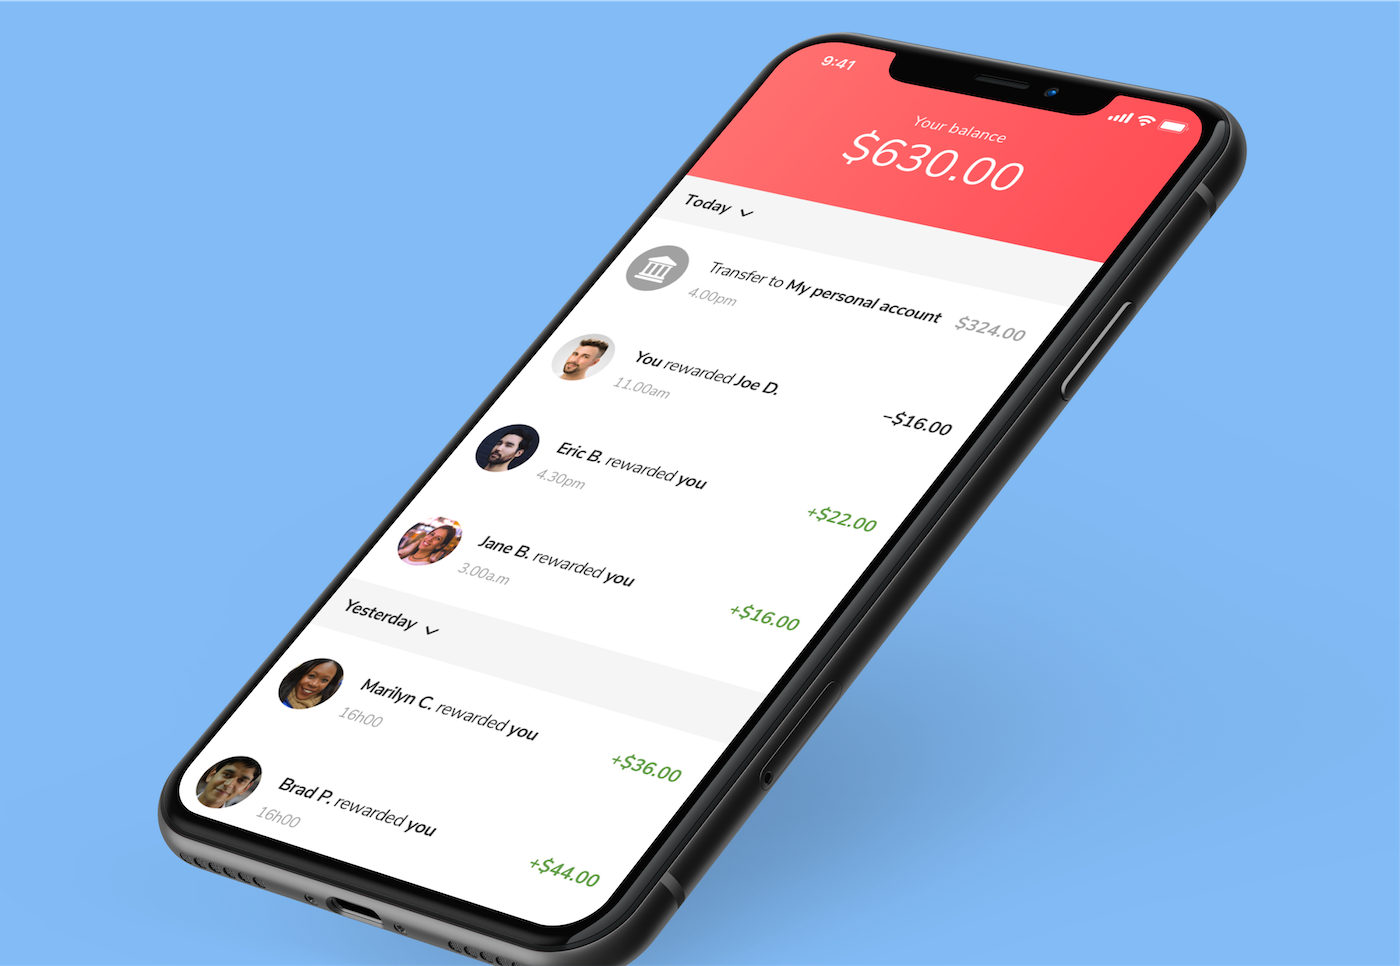 9:41
Your balance
$630.00
Today
Transfer to My personal account
4.00pm
$324.00
You rewarded Joe D.
11.00am
–$16.00
Eric B. rewarded you
4.30pm
+$22.00
Jane B. rewarded you
3.00a.m
+$16.00
Yesterday
Marilyn C. rewarded you
16h00
+$36.00
Brad P. rewarded you
16h00
+$44.00